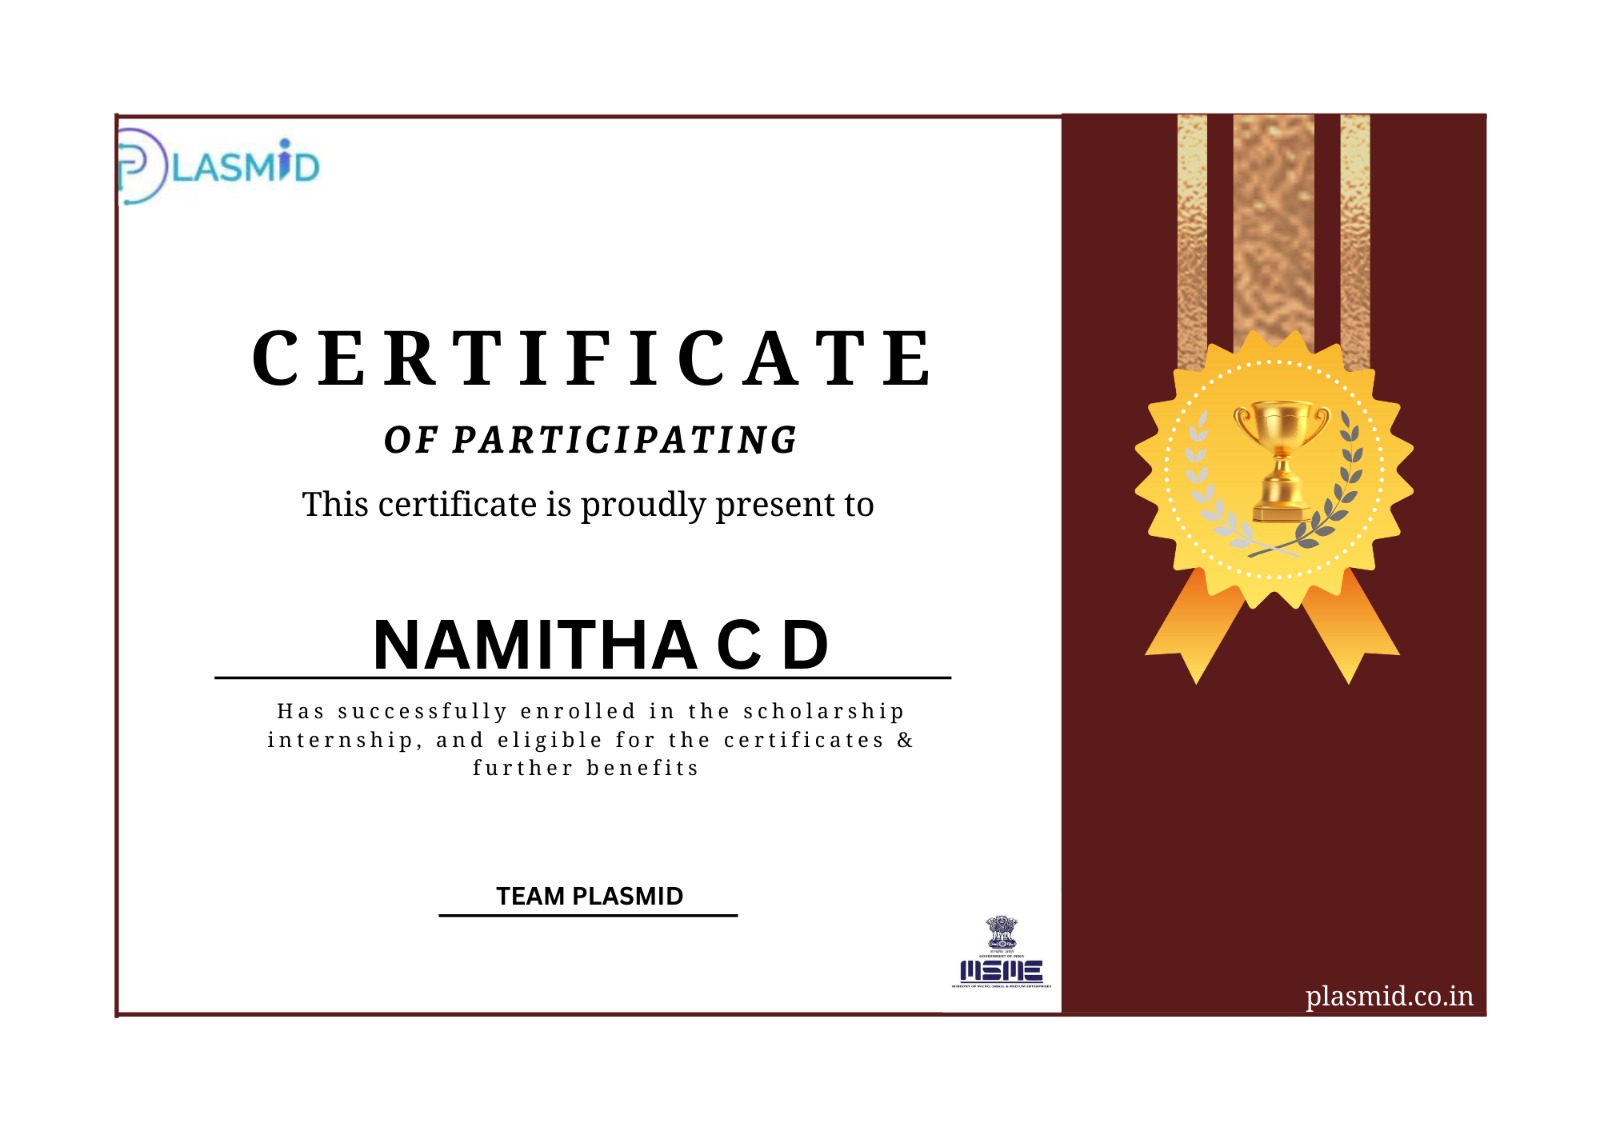 PLASMiD
CERTIFICATE
OF PARTICIPATING
This certificate is proudly present to
NAMITHA C D
Has successfully enrolled in the scholarship
internship, and eligible for the certificates &
further benefits
TEAM PLASMID
GOVERNMENT OF INDIA
MSME
MINISTRY OF MICRO, SMALL & MEDIUM ENTERPRISES
plasmid.co.in